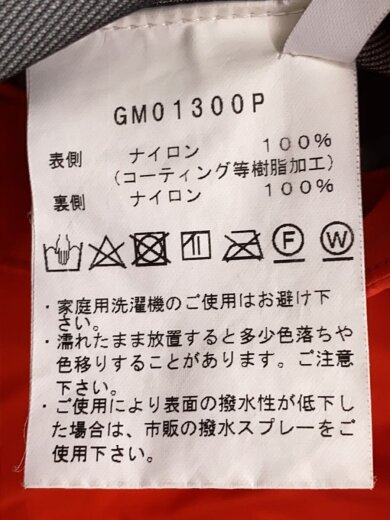 GM01300P
表側 ナイロン 100%
(コーティング等樹脂加工)
裏側 ナイロン 100%
F W
・家庭用洗濯機のご使用はお避け下
さい。
・濡れたまま放置すると多少色落ちや
色移りすることがあります。ご注意
下さい。
・ご使用により表面の撥水性が低下し
た場合は、市販の撥水スプレーをご
使用下さい。